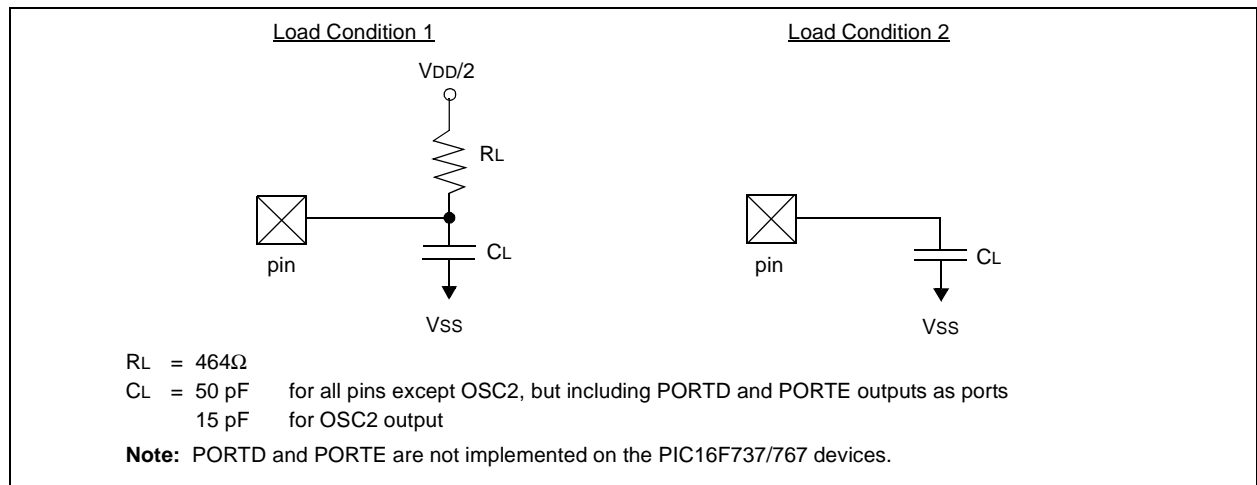 Load Condition 1
Load Condition 2
VDD/2
RL
pin
CL
VSS
pin
CL
VSS
RL = 464Ω
CL = 50 pF for all pins except OSC2, but including PORTD and PORTE outputs as ports
15 pF for OSC2 output
Note: PORTD and PORTE are not implemented on the PIC16F737/767 devices.